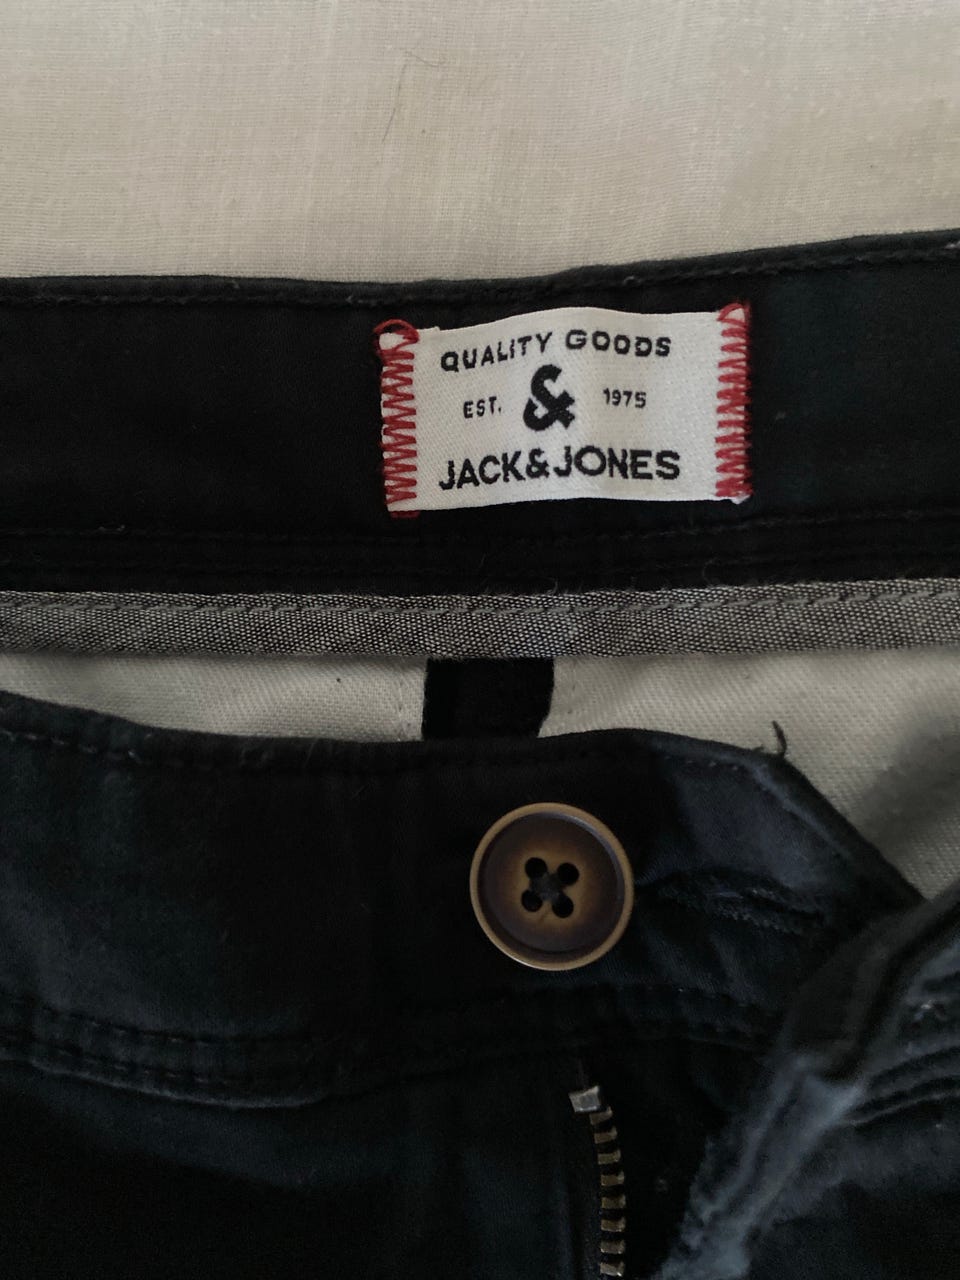 QUALITY GOODS
EST. & 1975
JACK&JONES